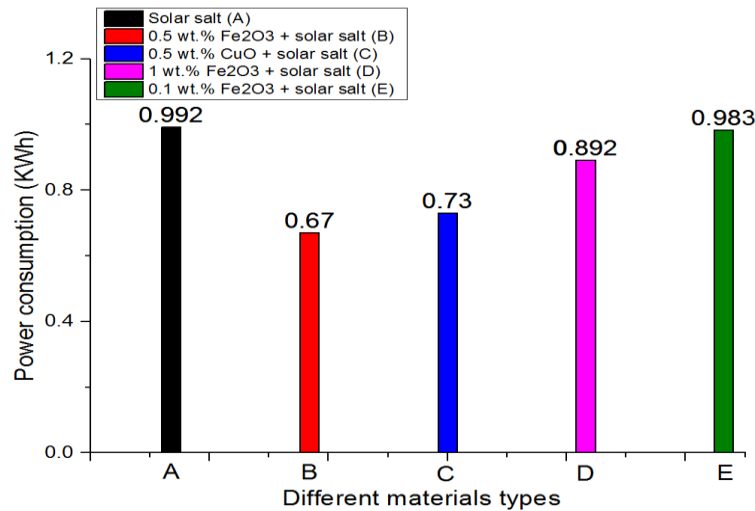 Solar salt (A)
0.5 wt.% Fe2O3 + solar salt (B)
0.5 wt.% CuO + solar salt (C)
1 wt.% Fe2O3 + solar salt (D)
0.1 wt.% Fe2O3 + solar salt (E)
1.2
0.992
0.983
0.892
0.8
0.73
0.67
0.4
0.0
Power consumption (KWh)
A B C D E
Different materials types